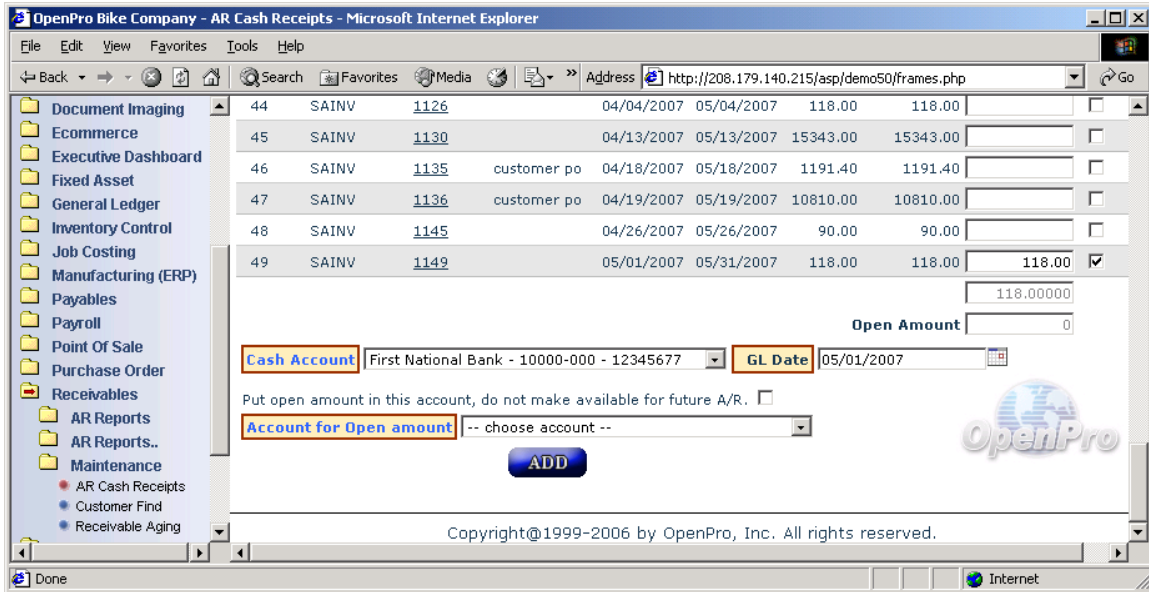 OpenPro Bike Company - AR Cash Receipts - Microsoft Internet Explorer
File Edit View Favorites Tools Help
Back Search Favorites Media » Address http://208.179.140.215/asp/demo50/frames.php Go
Document Imaging
Ecommerce
Executive Dashboard
Fixed Asset
General Ledger
Inventory Control
Job Costing
Manufacturing (ERP)
Payables
Payroll
Point Of Sale
Purchase Order
Receivables
AR Reports
AR Reports..
Maintenance
AR Cash Receipts
Customer Find
Receivable Aging
44 SAINV 1126 04/04/2007 05/04/2007 118.00 118.00
45 SAINV 1130 04/13/2007 05/13/2007 15343.00 15343.00
46 SAINV 1135 customer po 04/18/2007 05/18/2007 1191.40 1191.40
47 SAINV 1136 customer po 04/19/2007 05/19/2007 10810.00 10810.00
48 SAINV 1145 04/26/2007 05/26/2007 90.00 90.00
49 SAINV 1149 05/01/2007 05/31/2007 118.00 118.00 118.00
118.00000
Open Amount 0
Cash Account First National Bank - 10000-000 - 12345677 GL Date 05/01/2007
Put open amount in this account, do not make available for future A/R.
Account for Open amount -- choose account --
OpenPro
ADD
Copyright@1999-2006 by OpenPro, Inc. All rights reserved.
Done Internet